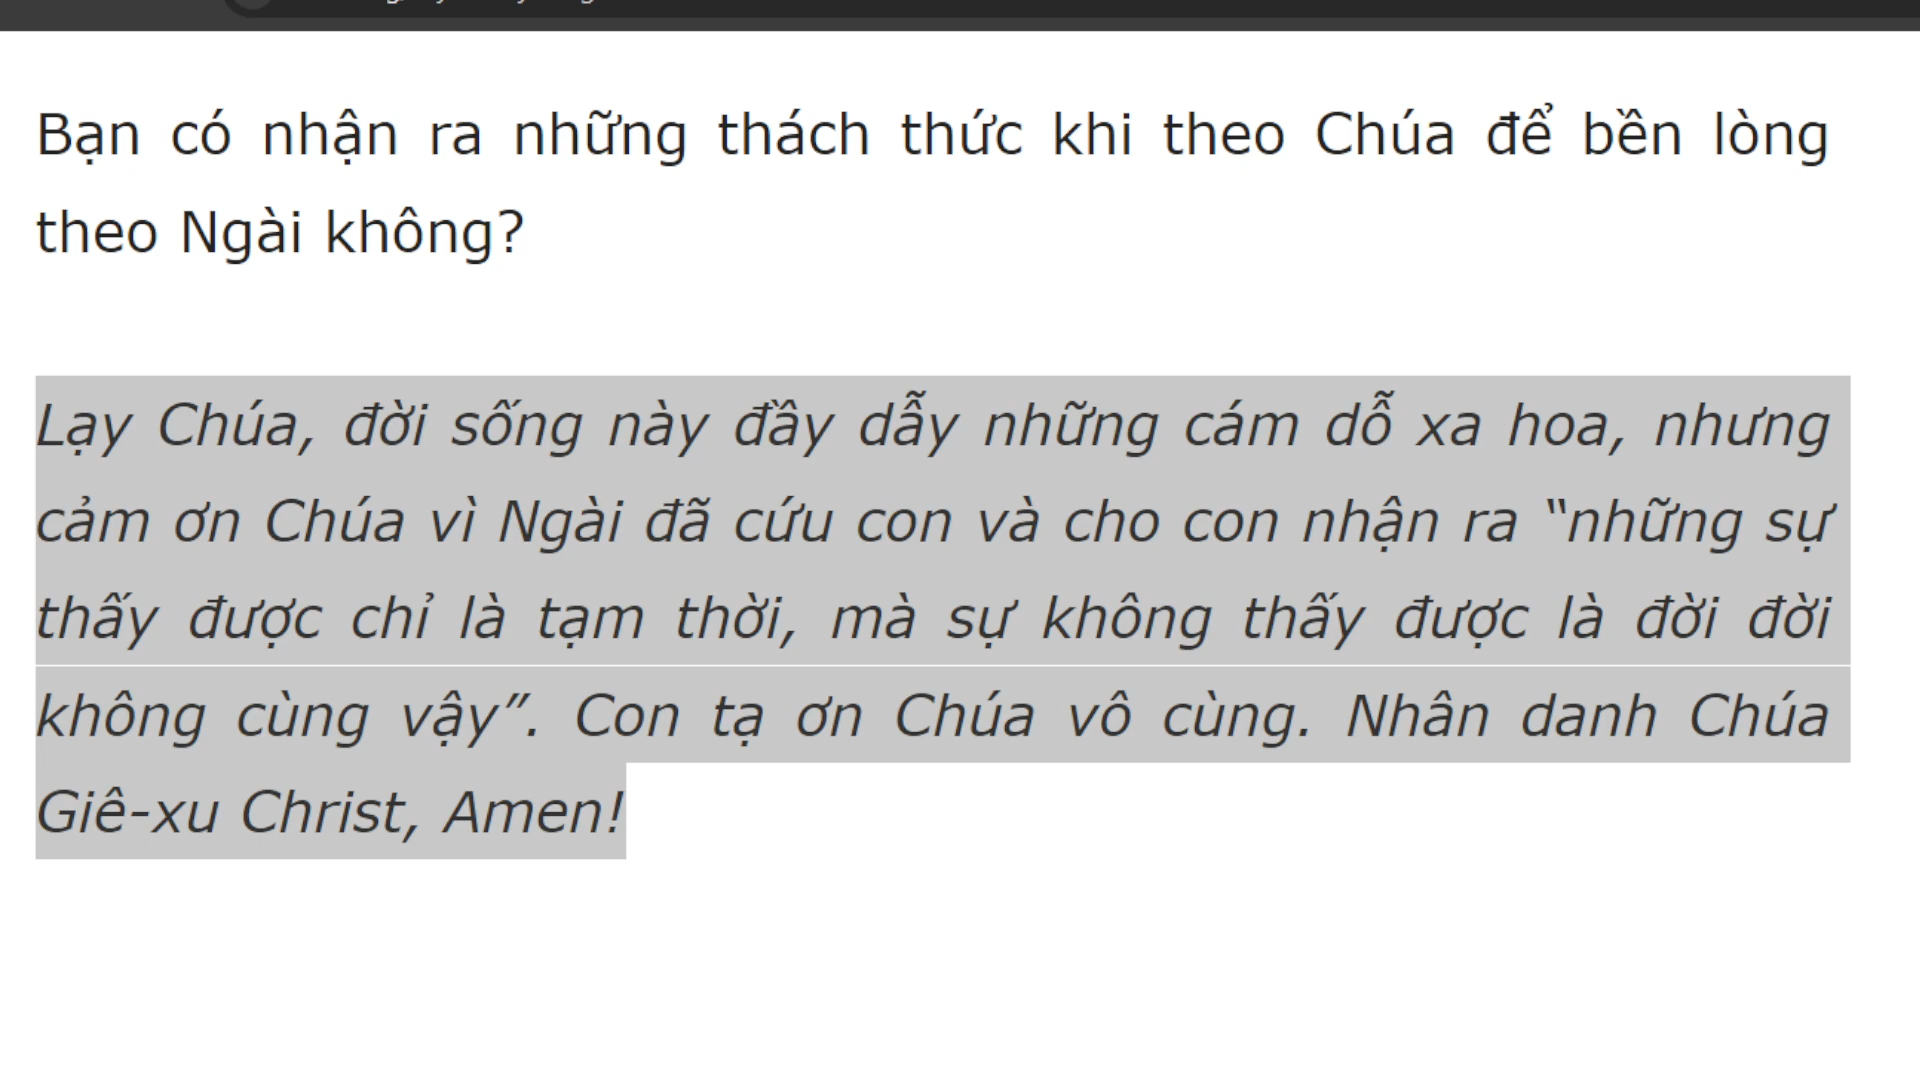 Bạn có nhận ra những thách thức khi theo Chúa để bền lòng
theo Ngài không?
Lạy Chúa, đời sống này đầy dẫy những cám dỗ xa hoa, nhưng
cảm ơn Chúa vì Ngài đã cứu con và cho con nhận ra “những sự
thấy được chỉ là tạm thời, mà sự không thấy được là đời đời
không cùng vậy”. Con tạ ơn Chúa vô cùng. Nhân danh Chúa
Giê-xu Christ, Amen!